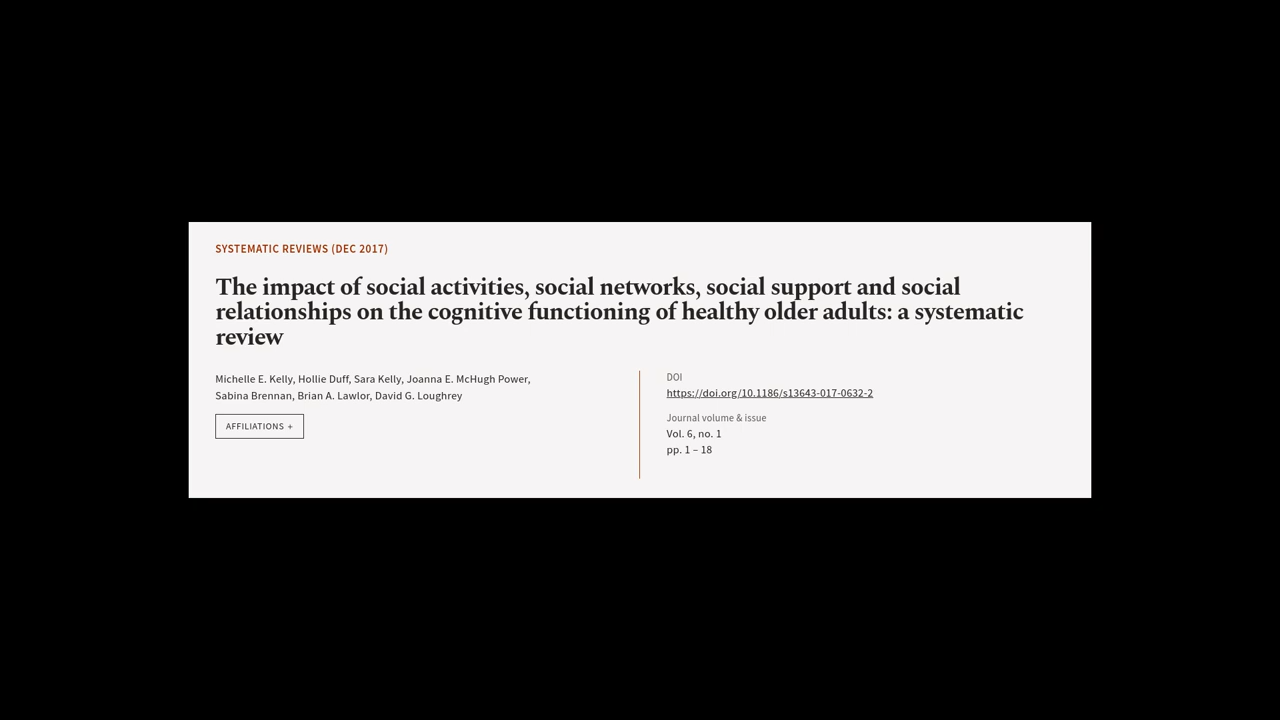 SYSTEMATIC REVIEWS (DEC 2017)
The impact of social activities, social networks, social support and social
relationships on the cognitive functioning of healthy older adults: a systematic
review
Michelle E. Kelly, Hollie Duff, Sara Kelly, Joanna E. McHugh Power,
Sabina Brennan, Brian A. Lawlor, David G. Loughrey
AFFILIATIONS +
DOI
https://doi.org/10.1186/s13643-017-0632-2
Journal volume & issue
Vol. 6, no. 1
pp. 1 – 18